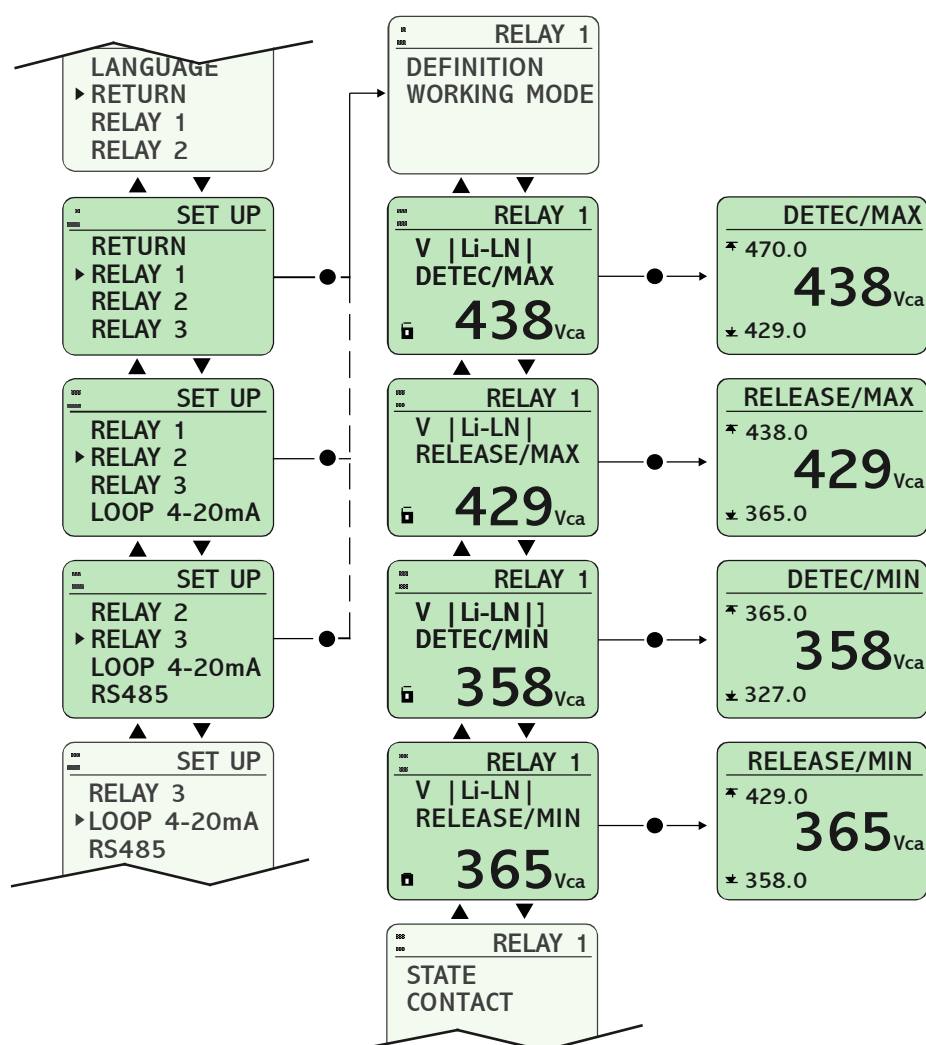 LANGUAGE
RETURN
RELAY 1
RELAY 2
SET UP
RETURN
RELAY 1
RELAY 2
RELAY 3
SET UP
RELAY 1
RELAY 2
RELAY 3
LOOP 4-20mA
SET UP
RELAY 2
RELAY 3
LOOP 4-20mA
RS485
SET UP
RELAY 3
LOOP 4-20mA
RS485
RELAY 1
DEFINITION
WORKING MODE
RELAY 1
V |Li-LN|
DETEC/MAX
438Vca
RELAY 1
V |Li-LN|
RELEASE/MAX
429Vca
RELAY 1
V |Li-LN|]
DETEC/MIN
358Vca
RELAY 1
V |Li-LN|
RELEASE/MIN
365Vca
RELAY 1
STATE
CONTACT
DETEC/MAX
470.0
438Vca
429.0
RELEASE/MAX
438.0
429Vca
365.0
DETEC/MIN
365.0
358Vca
327.0
RELEASE/MIN
429.0
365Vca
358.0